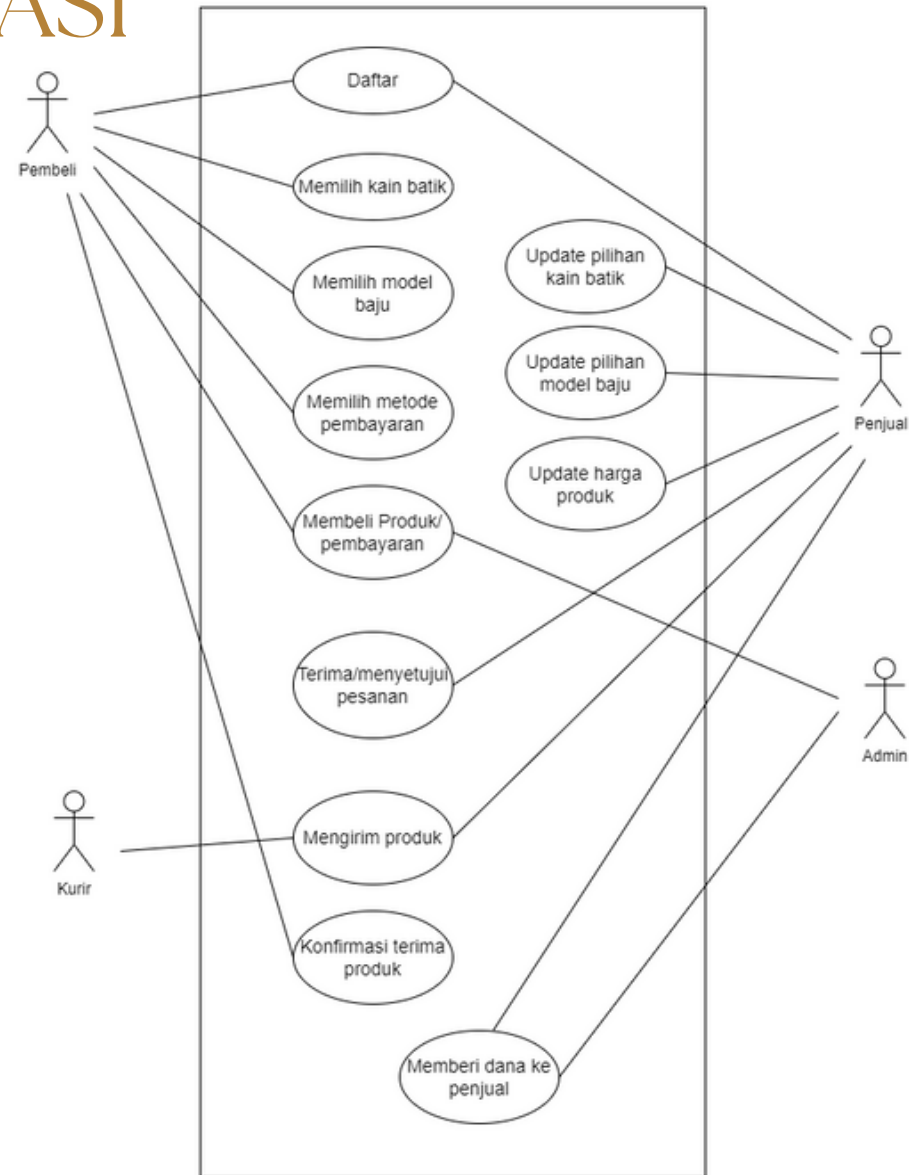 ASI
Daftar
Pembeli
Memilih kain batik
Memilih model
baju
Update pilihan
kain batik
Update pilihan
model baju
Memilih metode
pembayaran
Penjual
Update harga
produk
Membeli Produk/
pembayaran
Terima/menyetujui
pesanan
Admin
Mengirim produk
Kurir
Konfirmasi terima
produk
Memberi dana ke
penjual